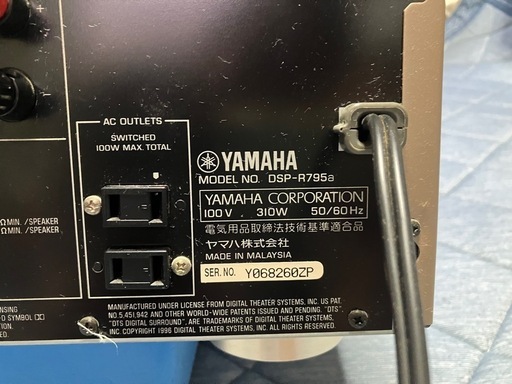 AC OUTLETS
SWITCHED
100W MAX. TOTAL
YAMAHA
MODEL NO. DSP-R795a
YAMAHA CORPORATION
100V. 310W 50/60Hz
電気用品取締法技術基準適合品
ヤマハ株式会社
MADE IN MALAYSIA
SER. NO. Y068260ZP
Ω MIN. /SPEAKER
Ω MIN. /SPEAKER
MANUFACTURED UNDER LICENSE FROM DIGITAL THEATER SYSTEMS, INC. US PAT.
NO. 5,451,942 AND OTHER WORLD-WIDE PATENTS ISSUED AND PENDING. "DTS",
"DTS DIGITAL SURROUND", ARE TRADEMARKS OF DIGITAL THEATER SYSTEMS,
INC. COPYRIGHT 1996 DIGITAL THEATER SYSTEMS, INC. ALL RIGHTS